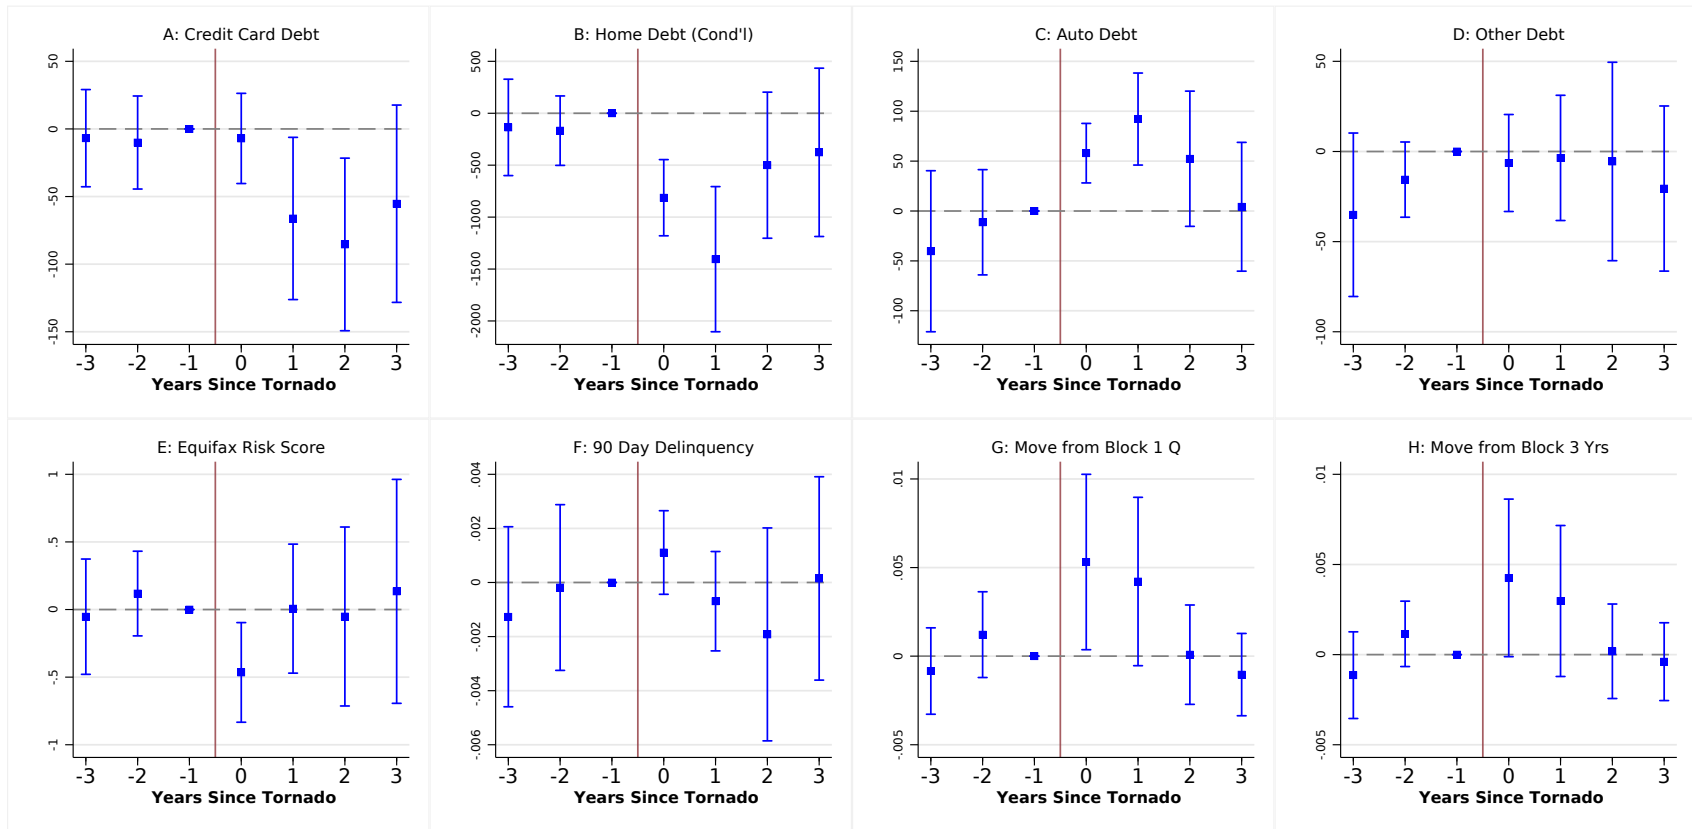 A: Credit Card Debt
50
0
-50
-100
-150
-3 -2 -1 0 1 2 3
Years Since Tornado
B: Home Debt (Cond'l)
500
0
-500
-1000
-1500
-2000
-3 -2 -1 0 1 2 3
Years Since Tornado
C: Auto Debt
150
100
50
0
-50
-100
-3 -2 -1 0 1 2 3
Years Since Tornado
D: Other Debt
50
0
-50
-100
-3 -2 -1 0 1 2 3
Years Since Tornado
E: Equifax Risk Score
1
.5
0
-.5
-1
-3 -2 -1 0 1 2 3
Years Since Tornado
F: 90 Day Delinquency
.004
.002
0
-.002
-.004
-.006
-3 -2 -1 0 1 2 3
Years Since Tornado
G: Move from Block 1 Q
.01
.005
0
-.005
-3 -2 -1 0 1 2 3
Years Since Tornado
H: Move from Block 3 Yrs
.01
.005
0
-.005
-3 -2 -1 0 1 2 3
Years Since Tornado